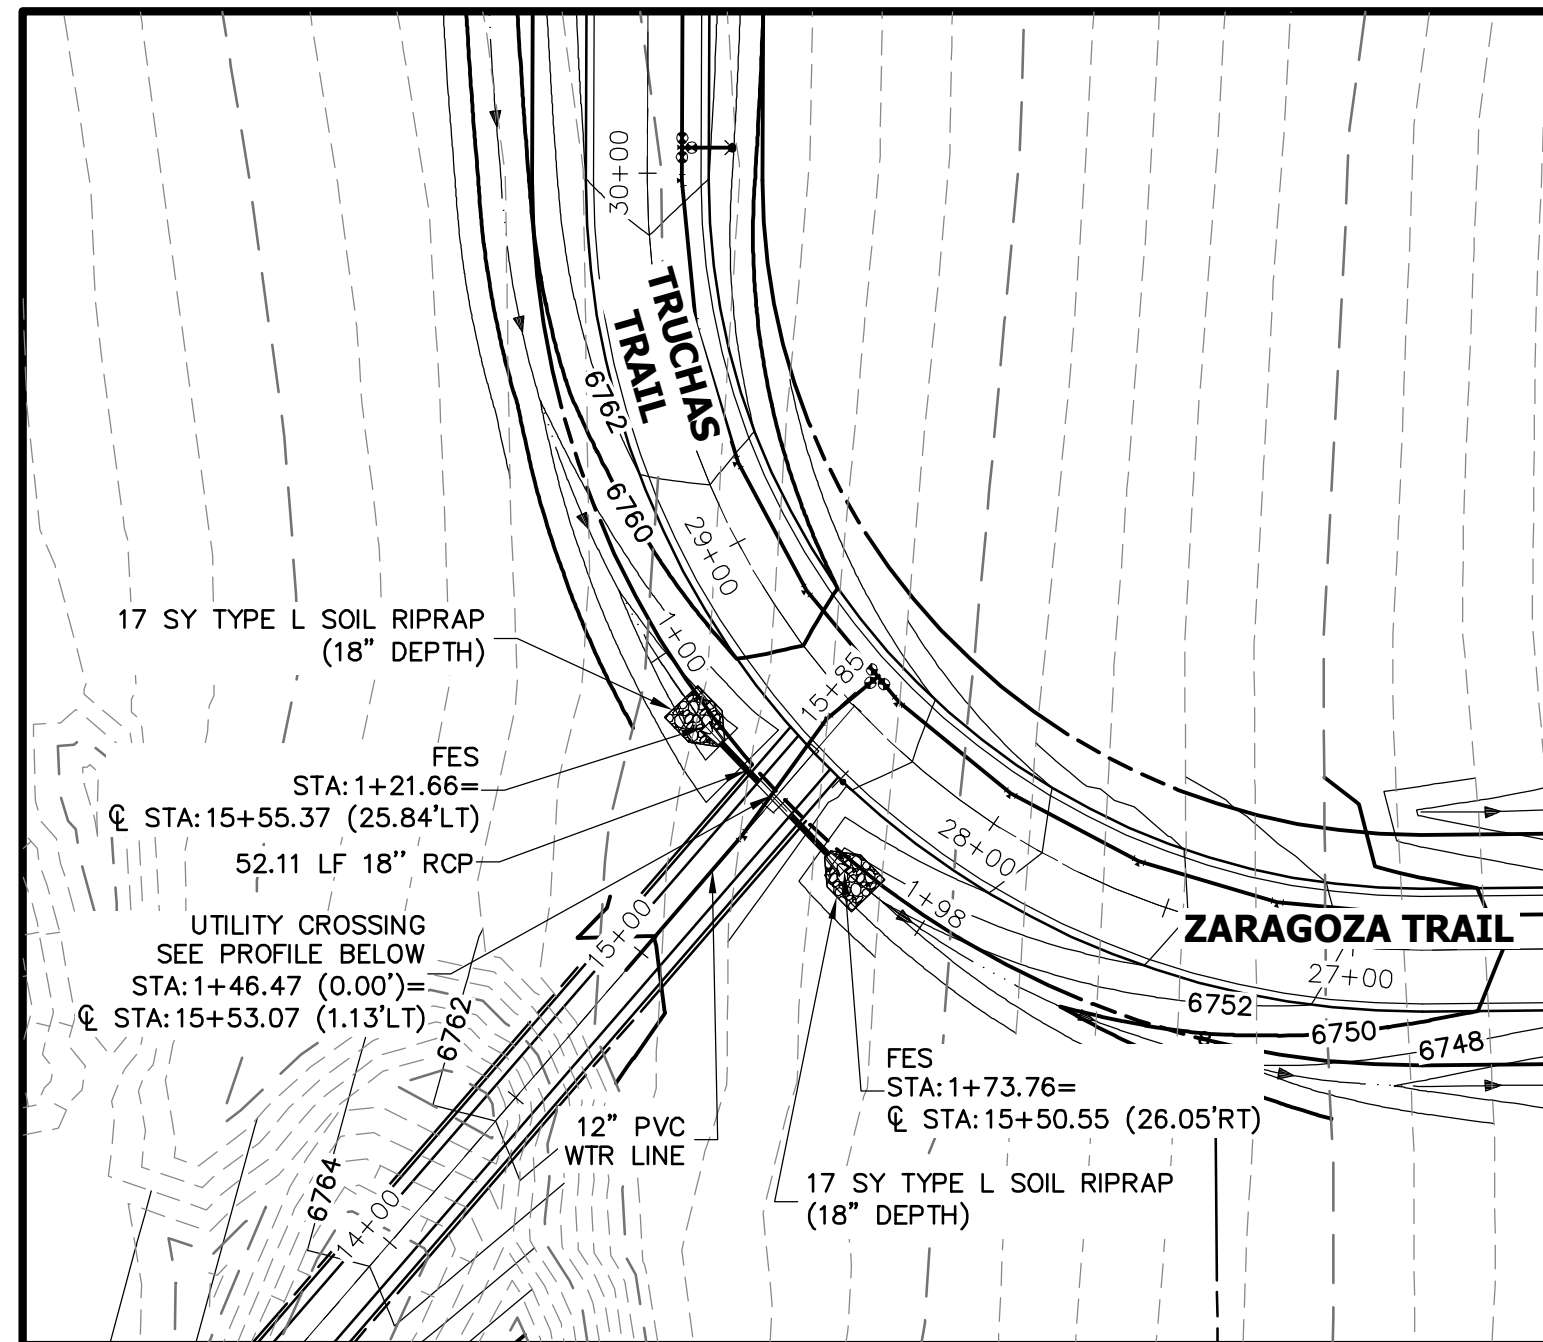 30+00
TRUCHAS
TRAIL
6762
6760
29+00
17 SY TYPE L SOIL RIPRAP
(18" DEPTH)
1+00
15+85
FES
STA:1+21.66=
℄ STA:15+55.37 (25.84'LT)
52.11 LF 18" RCP
28+00
1+98
UTILITY CROSSING
SEE PROFILE BELOW
STA:1+46.47 (0.00')=
℄ STA:15+53.07 (1.13'LT)
15+00
ZARAGOZA TRAIL
27+00
6752
6750
6748
6762
FES
STA:1+73.76=
℄ STA:15+50.55 (26.05'RT)
12" PVC
WTR LINE
6764
14+00
17 SY TYPE L SOIL RIPRAP
(18" DEPTH)